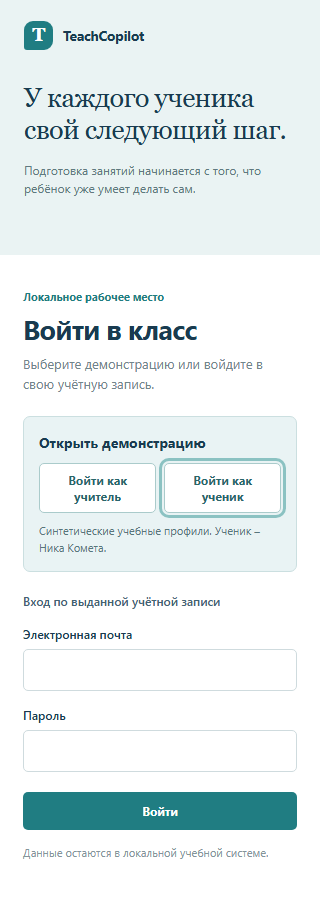 T TeachCopilot
У каждого ученика
свой следующий шаг.
Подготовка занятий начинается с того, что
ребёнок уже умеет делать сам.
Локальное рабочее место
Войти в класс
Выберите демонстрацию или войдите в
свою учётную запись.
Открыть демонстрацию
Войти как
учитель
Войти как
ученик
Синтетические учебные профили. Ученик –
Ника Комета.
Вход по выданной учётной записи
Электронная почта
Пароль
Войти
Данные остаются в локальной учебной системе.